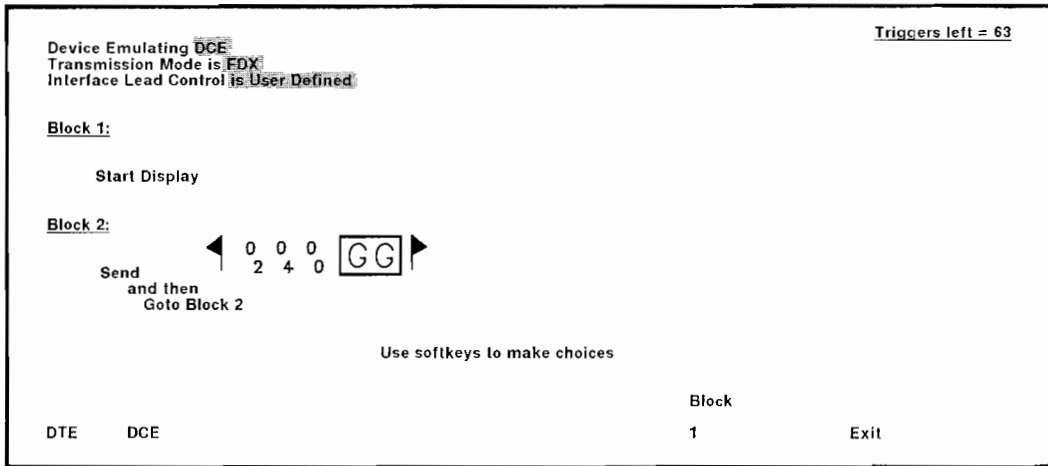 Triggers left = 63
Device Emulating DCE
Transmission Mode is FDX
Interface Lead Control is User Defined
Block 1:
Start Display
Block 2:
Send 0 0 0 GG
2 4 0
and then
Goto Block 2
Use softkeys to make choices
Block
DTE DCE 1 Exit